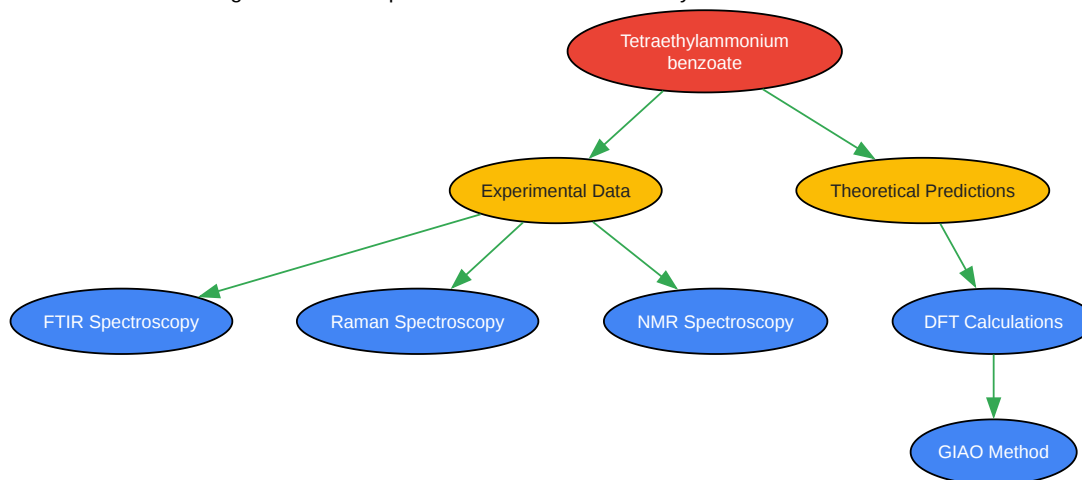 Tetraethylammonium
benzoate
Experimental Data
Theoretical Predictions
FTIR Spectroscopy
Raman Spectroscopy
NMR Spectroscopy
DFT Calculations
GIAO Method